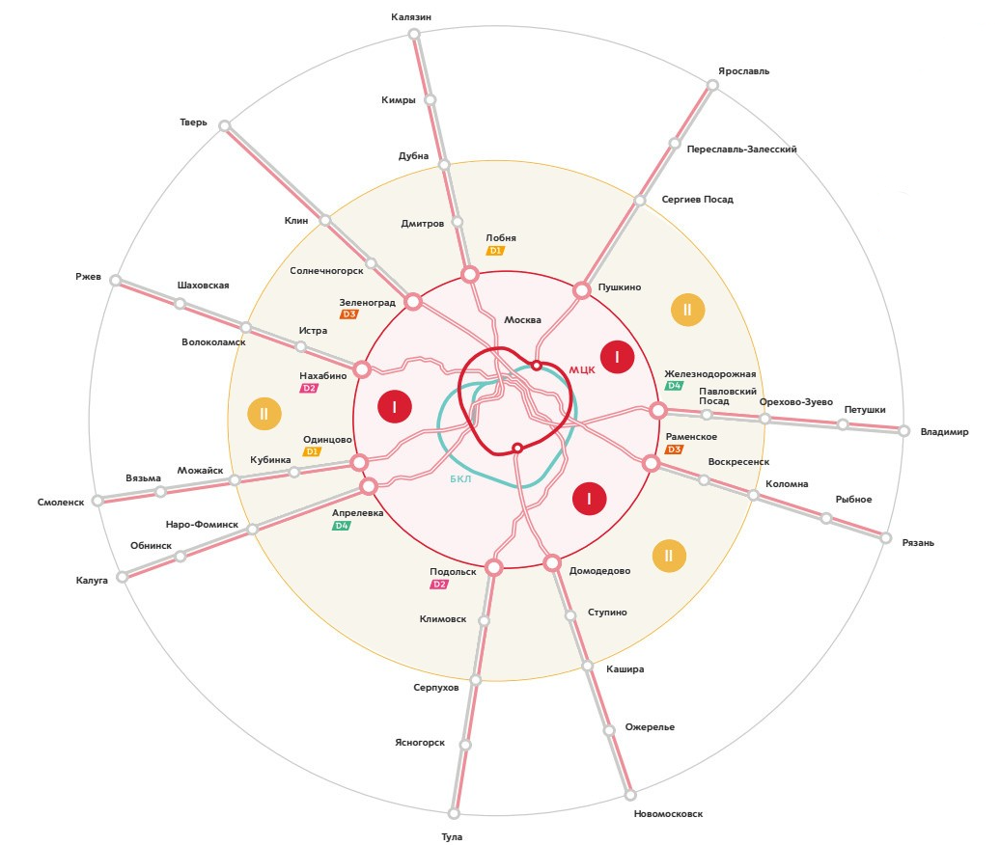 Калязин
Ярославль
Кимры
Тверь
Переславль-Залесский
Дубна
Сергиев Посад
Клин
Дмитров
Лобня
D1
Солнечногорск
Ржев
Шаховская
Пушкино
Зеленоград
D3
II
Москва
Истра
Волоколамск
I
МЦК
Нахабино
D2
Железнодорожная
D4
Павловский
Посад
Орехово-Зуево
I
II
Петушки
Владимир
Одинцово
D1
Раменское
D3
Кубинка
Воскресенск
Можайск
Вязьма
БКЛ
Коломна
Смоленск
I
Рыбное
Апрелевка
D4
Наро-Фоминск
Обнинск
Рязань
II
Калуга
Подольск
D2
Домодедово
Климовск
Ступино
Кашира
Серпухов
Ожерелье
Ясногорск
Новомосковск
Тула